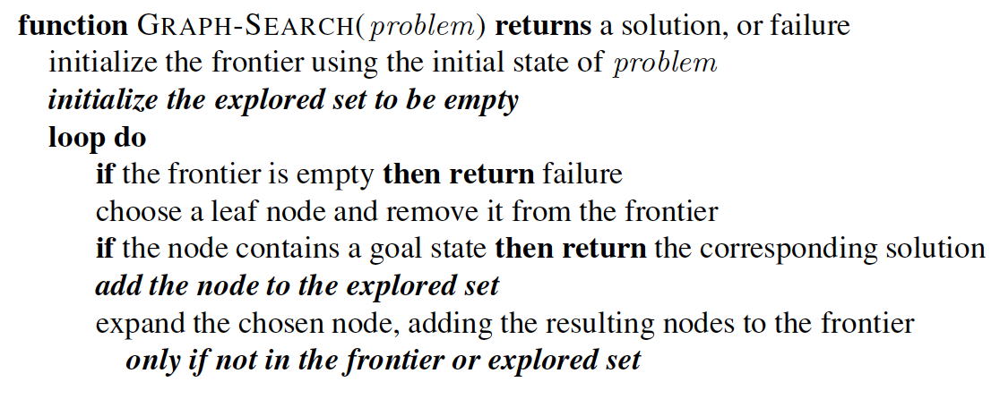 function GRAPH-SEARCH(problem) returns a solution, or failure
initialize the frontier using the initial state of problem
initialize the explored set to be empty
loop do
if the frontier is empty then return failure
choose a leaf node and remove it from the frontier
if the node contains a goal state then return the corresponding solution
add the node to the explored set
expand the chosen node, adding the resulting nodes to the frontier
only if not in the frontier or explored set